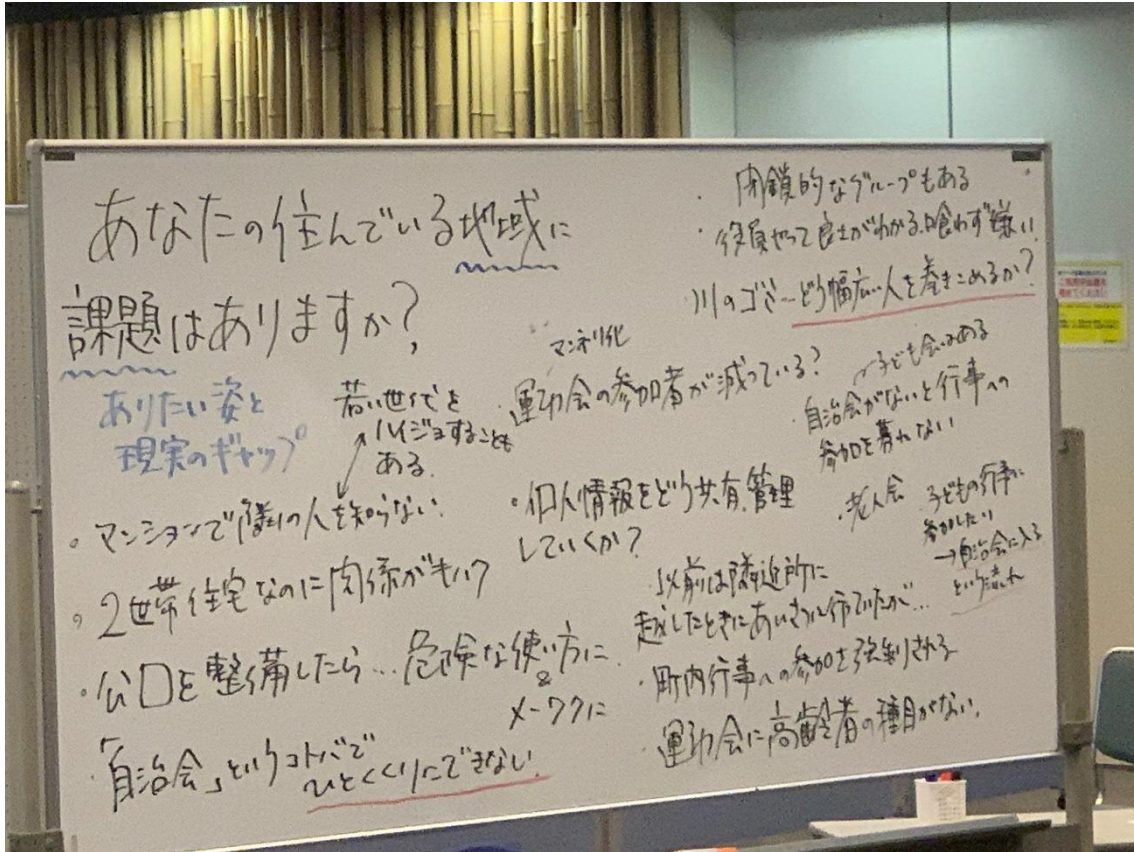 あなたの住んでいる地域に
課題はありますか?
ありたい姿と
現実のギャップ
若い世代を
ハイジョすることも
ある
・マンションで隣の人を知らない
・2世帯住宅なのに関係がキハク
・公口を整備したら…危険な使い方に
&
メーワクに
・「自治会」というコトバで
ひとくくりにできない
・閉鎖的なグループもある
・役員やって良さがわかる、喰わず嫌い
・川のゴミ…どう幅広い人を巻きこめるか?
マンネリ化
運動会の参加者が減っている?
・個人情報をどう共有、管理
していくか?
子ども会はある
・自治会がないと行事への
参加を募れない
・老人会
・子どもの行事に
参加したい
→自治会に入る
という流れ
・以前は隣近所に
越したときにあいさつに行ていたが…
・町内行事への参加を強制される
・運動会に高齢者の種目がない